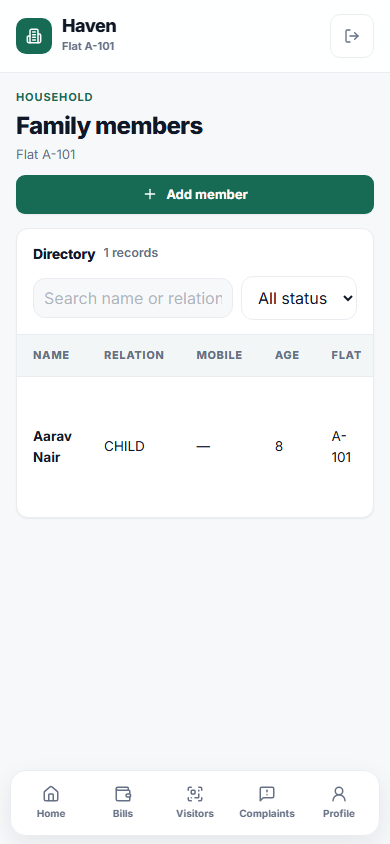 Haven
Flat A-101
HOUSEHOLD
Family members
Flat A-101
+ Add member
Directory 1 records
Search name or relation
All status
NAME RELATION MOBILE AGE FLAT
Aarav Nair CHILD — 8 A-101
Home Bills Visitors Complaints Profile